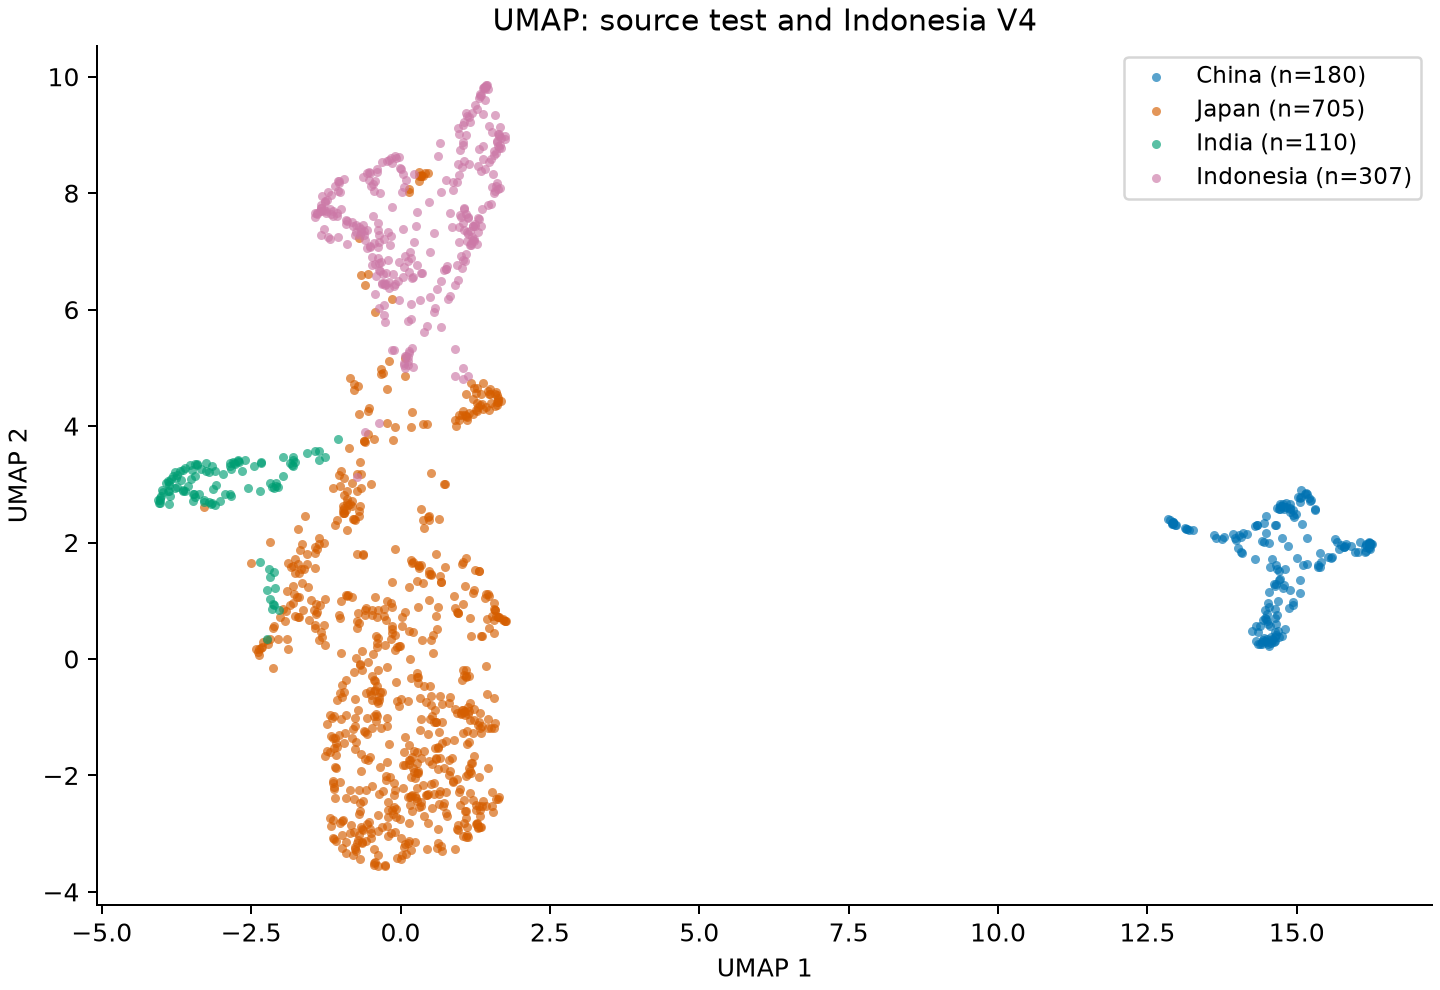 UMAP: source test and Indonesia V4
China (n=180)
Japan (n=705)
India (n=110)
Indonesia (n=307)
UMAP 2
10
8
6
4
2
0
−2
−4
−5.0 −2.5 0.0 2.5 5.0 7.5 10.0 12.5 15.0
UMAP 1